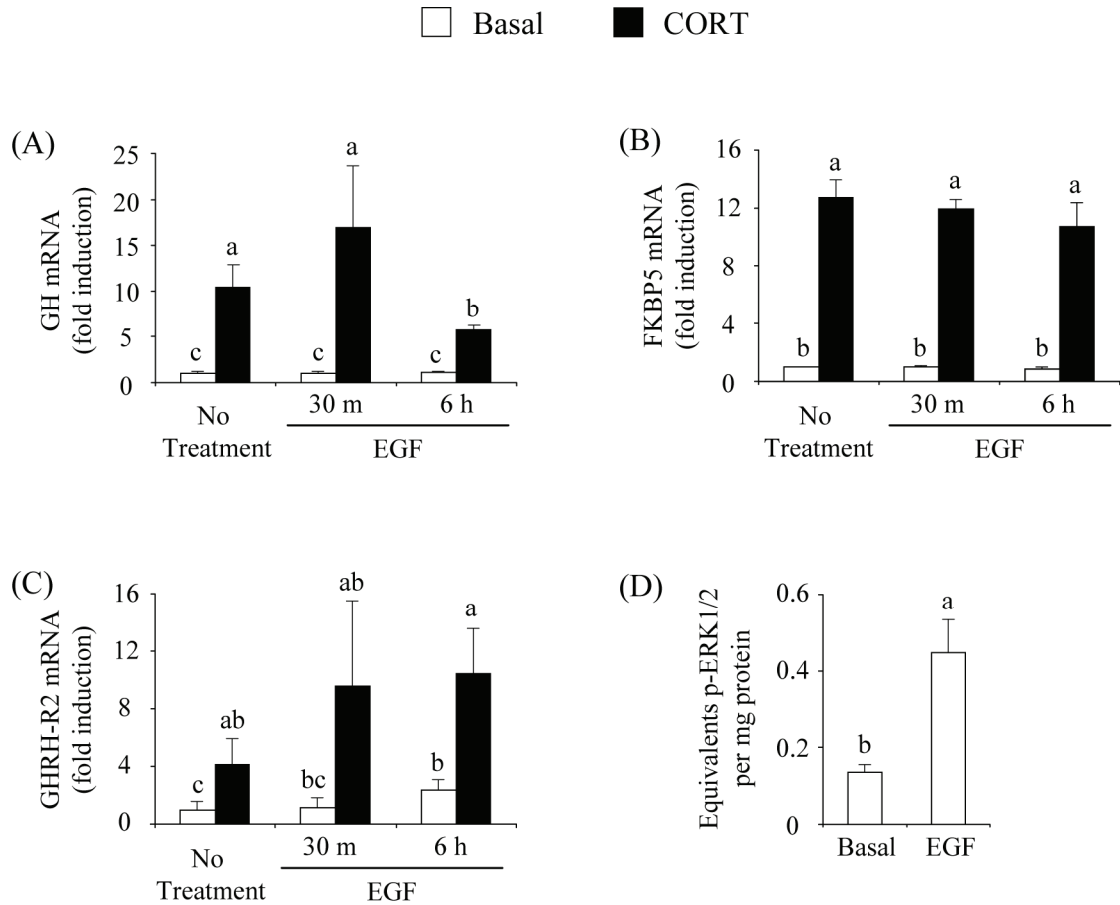 Basal CORT
(A)
GH mRNA
(fold induction)
25
20
15
10
5
0
a
a
b
c
c
c
No
Treatment
30 m 6 h
EGF
(B)
FKBP5 mRNA
(fold induction)
16
12
8
4
0
a
a
a
b
b
b
No
Treatment
30 m 6 h
EGF
(C)
GHRH-R2 mRNA
(fold induction)
16
12
8
4
0
c
ab
bc
ab
b
a
No
Treatment
30 m 6 h
EGF
(D)
Equivalents p-ERK1/2
per mg protein
0.6
0.4
0.2
0
b
a
Basal EGF